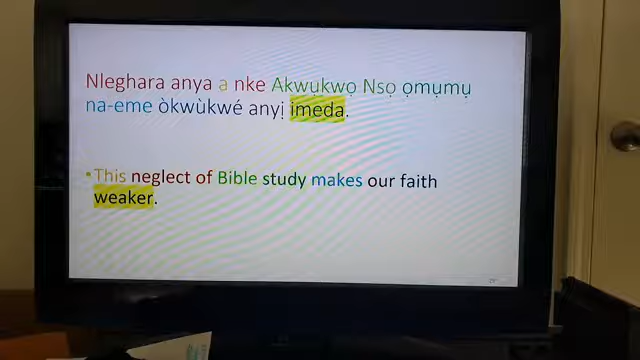 Nleghara anya a nke Akwụkwọ Nsọ ọmụmụ
na-eme òkwùkwé anyị imeda.
•This neglect of Bible study makes our faith
weaker.